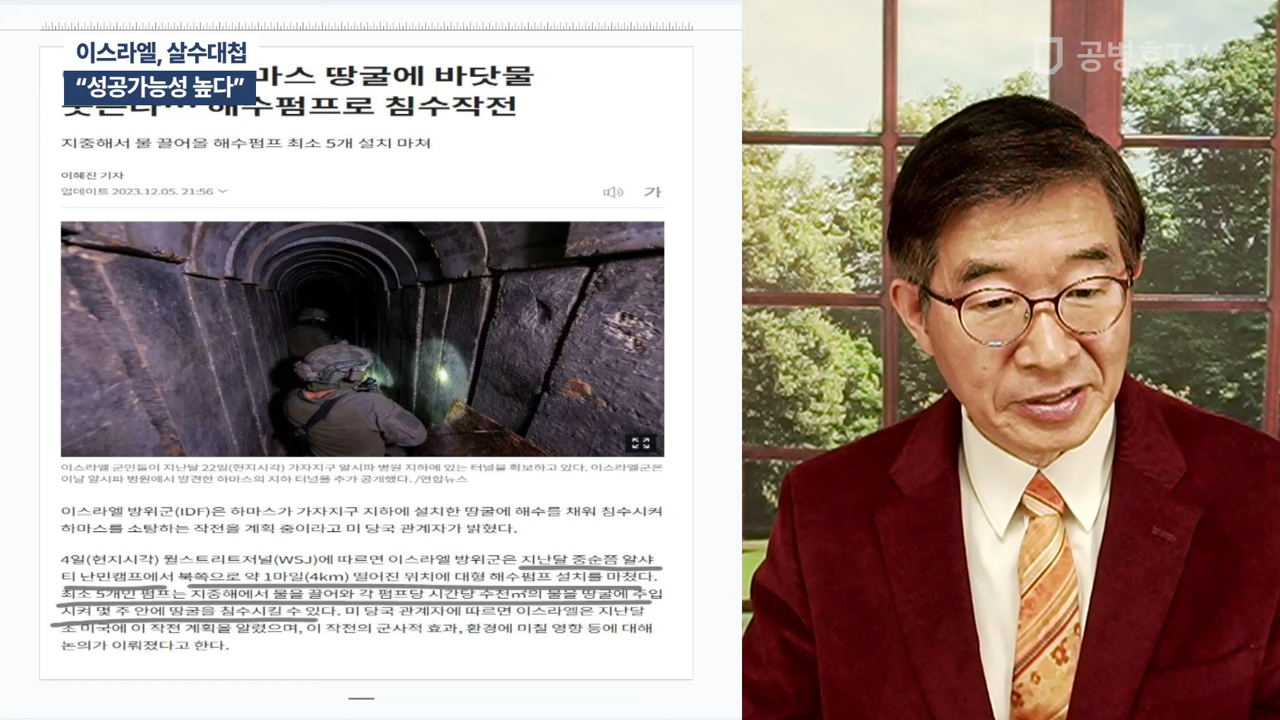 이스라엘, 살수대첩
“성공가능성 높다”
마스 땅굴에 바닷물
해수펌프로 침수작전
지중해서 물 끌어올 해수펌프 최소 5개 설치 마쳐
이혜진 기자
업데이트 2023.12.05. 21:56
가
이스라엘 군인들이 지난달 22일(현지시각) 가자지구 알시파 병원 지하에 있는 터널을 확보하고 있다. 이스라엘군은
이날 알시파 병원에서 발견한 하마스의 지하 터널을 추가 공개했다. /연합뉴스
이스라엘 방위군(IDF)은 하마스가 가자지구 지하에 설치한 땅굴에 해수를 채워 침수시켜
하마스를 소탕하는 작전을 계획 중이라고 미 당국 관계자가 밝혔다.
4일(현지시각) 월스트리트저널(WSJ)에 따르면 이스라엘 방위군은 지난달 중순쯤 알샤
티 난민캠프에서 북쪽으로 약 1마일(4km) 떨어진 위치에 대형 해수펌프 설치를 마쳤다.
최소 5개인 펌프는 지중해에서 물을 끌어와 각 펌프당 시간당 수천㎥의 물을 땅굴에 주입
시켜 몇 주 안에 땅굴을 침수시킬 수 있다. 미 당국 관계자에 따르면 이스라엘은 지난달
초 미국에 이 작전 계획을 알렸으며, 이 작전의 군사적 효과, 환경에 미칠 영향 등에 대해
논의가 이뤄졌다고 한다.
공병호TV